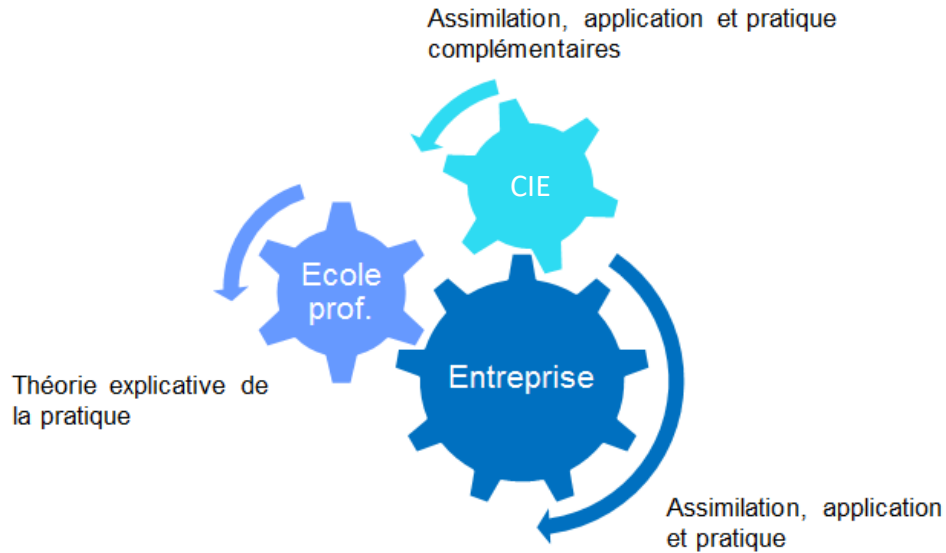 Assimilation, application et pratique
complémentaires
CIE
Ecole
prof.
Entreprise
Théorie explicative de
la pratique
Assimilation, application
et pratique